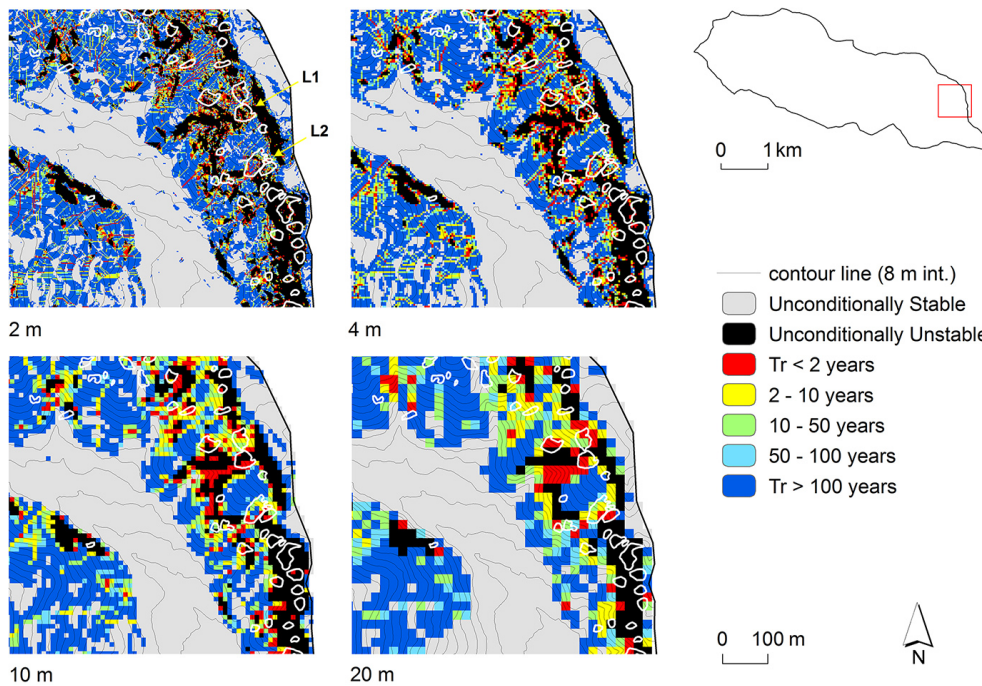 L1
L2
2 m
4 m
10 m
20 m
0 1 km
contour line (8 m int.)
Unconditionally Stable
Unconditionally Unstable
Tr < 2 years
2 - 10 years
10 - 50 years
50 - 100 years
Tr > 100 years
0 100 m
N